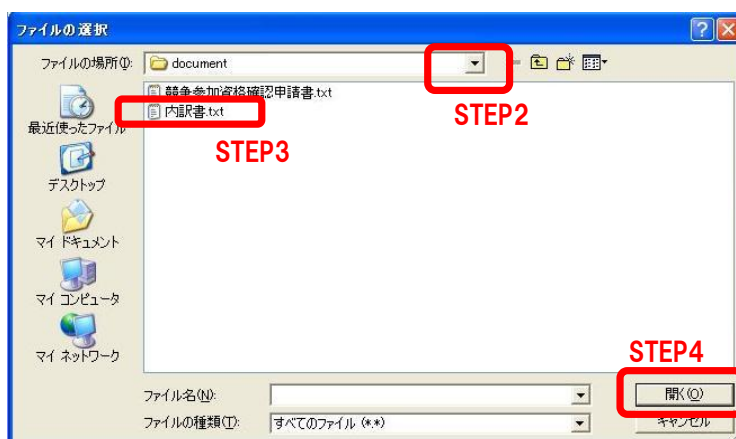 ファイルの選択
ファイルの場所(I):
document
STEP2
競争参加資格確認申請書.txt
内訳書.txt
STEP3
最近使ったファイル
デスクトップ
マイ ドキュメント
マイ コンピュータ
マイ ネットワーク
STEP4
ファイル名(N):
開く(O)
ファイルの種類(T):
すべてのファイル (*.*)
キャンセル